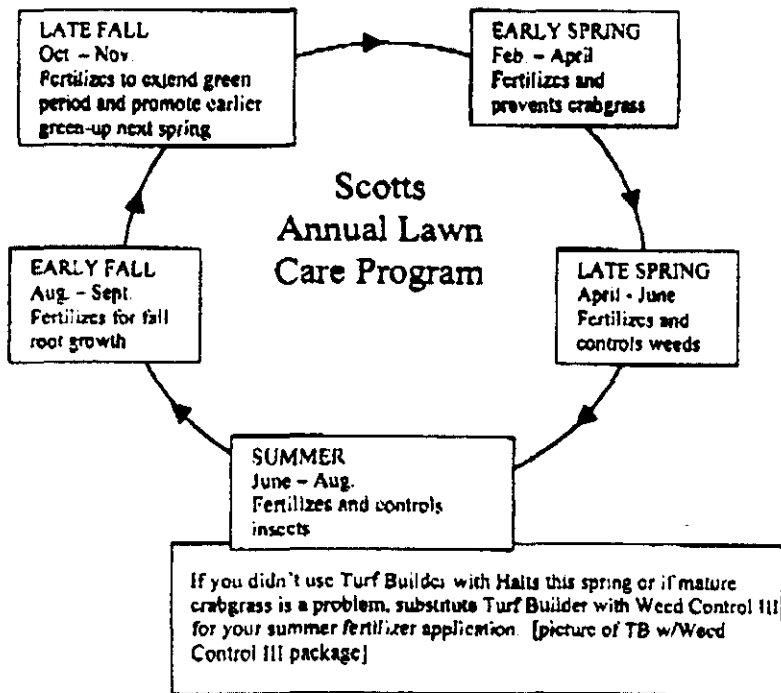 LATE FALL
Oct. – Nov.
Fertilizes to extend green
period and promote earlier
green-up next spring
EARLY SPRING
Feb. – April
Fertilizes and
prevents crabgrass
Scotts
Annual Lawn
Care Program
LATE SPRING
April - June
Fertilizes and
controls weeds
SUMMER
June – Aug.
Fertilizes and controls
insects
EARLY FALL
Aug. – Sept.
Fertilizes for fall
root growth
If you didn't use Turf Builder with Halts this spring or if mature
crabgrass is a problem, substitute Turf Builder with Weed Control III
for your summer fertilizer application. [picture of TB w/Weed
Control III package]